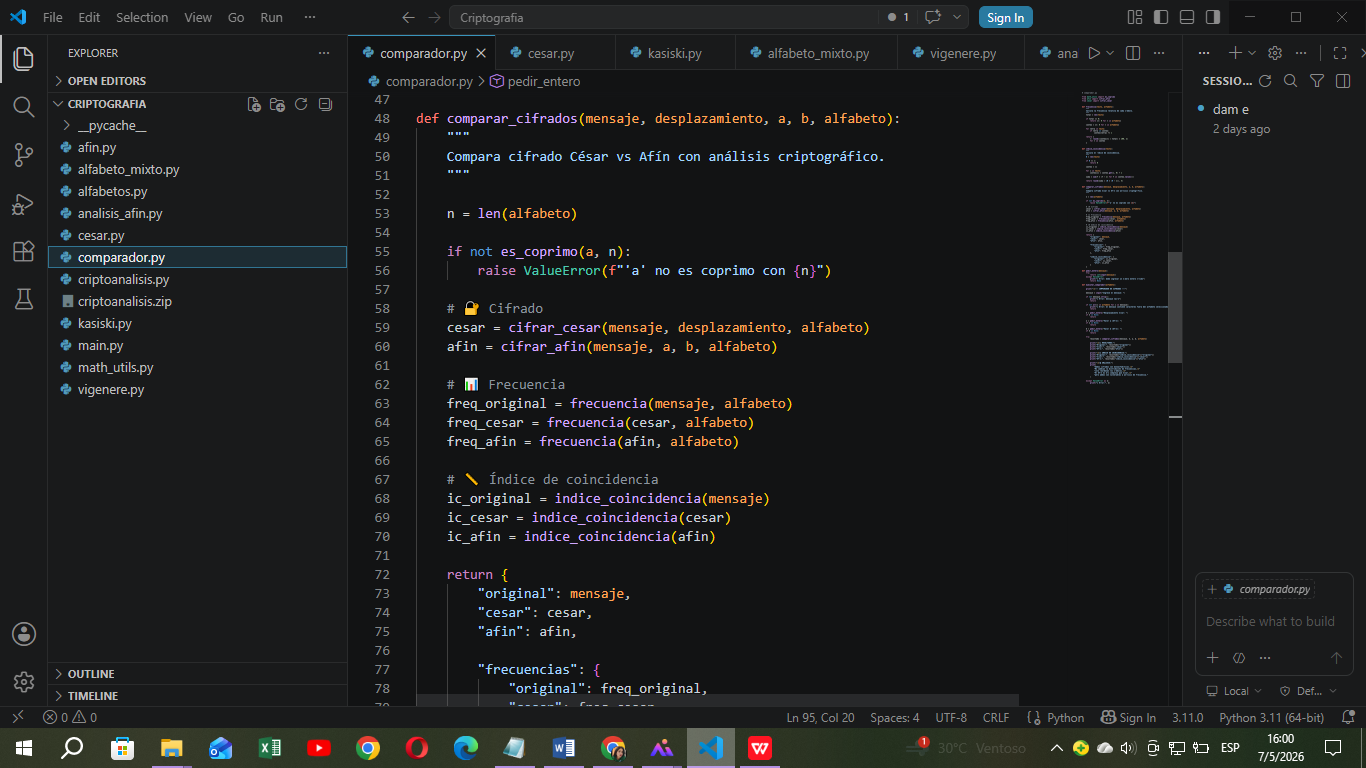 File Edit Selection View Go Run ··· Criptografia 1 Sign In
EXPLORER ···
OPEN EDITORS
CRIPTOGRAFIA
__pycache__
afin.py
alfabeto_mixto.py
alfabetos.py
analisis_afin.py
cesar.py
comparador.py
criptoanalisis.py
criptoanalisis.zip
kasiski.py
main.py
math_utils.py
vigenere.py
OUTLINE
TIMELINE
comparador.py cesar.py kasiski.py alfabeto_mixto.py vigenere.py ana ···
comparador.py > pedir_entero
47
48 def comparar_cifrados(mensaje, desplazamiento, a, b, alfabeto):
49 """
50 Compara cifrado César vs Afín con análisis criptográfico.
51 """
52
53 n = len(alfabeto)
54
55 if not es_coprimo(a, n):
56 raise ValueError(f"'a' no es coprimo con {n}")
57
58 # 🔐 Cifrado
59 cesar = cifrar_cesar(mensaje, desplazamiento, alfabeto)
60 afin = cifrar_afin(mensaje, a, b, alfabeto)
61
62 # 📊 Frecuencia
63 freq_original = frecuencia(mensaje, alfabeto)
64 freq_cesar = frecuencia(cesar, alfabeto)
65 freq_afin = frecuencia(afin, alfabeto)
66
67 # 📏 Índice de coincidencia
68 ic_original = indice_coincidencia(mensaje)
69 ic_cesar = indice_coincidencia(cesar)
70 ic_afin = indice_coincidencia(afin)
71
72 return {
73 "original": mensaje,
74 "cesar": cesar,
75 "afin": afin,
76
77 "frecuencias": {
78 "original": freq_original,
··· ···
SESSIO...
dam e
2 days ago
comparador.py
Describe what to build
···
Local Def...
0 0 Ln 95, Col 20 Spaces: 4 UTF-8 CRLF { } Python Sign In 3.11.0 Python 3.11 (64-bit)
1 30°C Ventoso ESP 16:00
7/5/2026